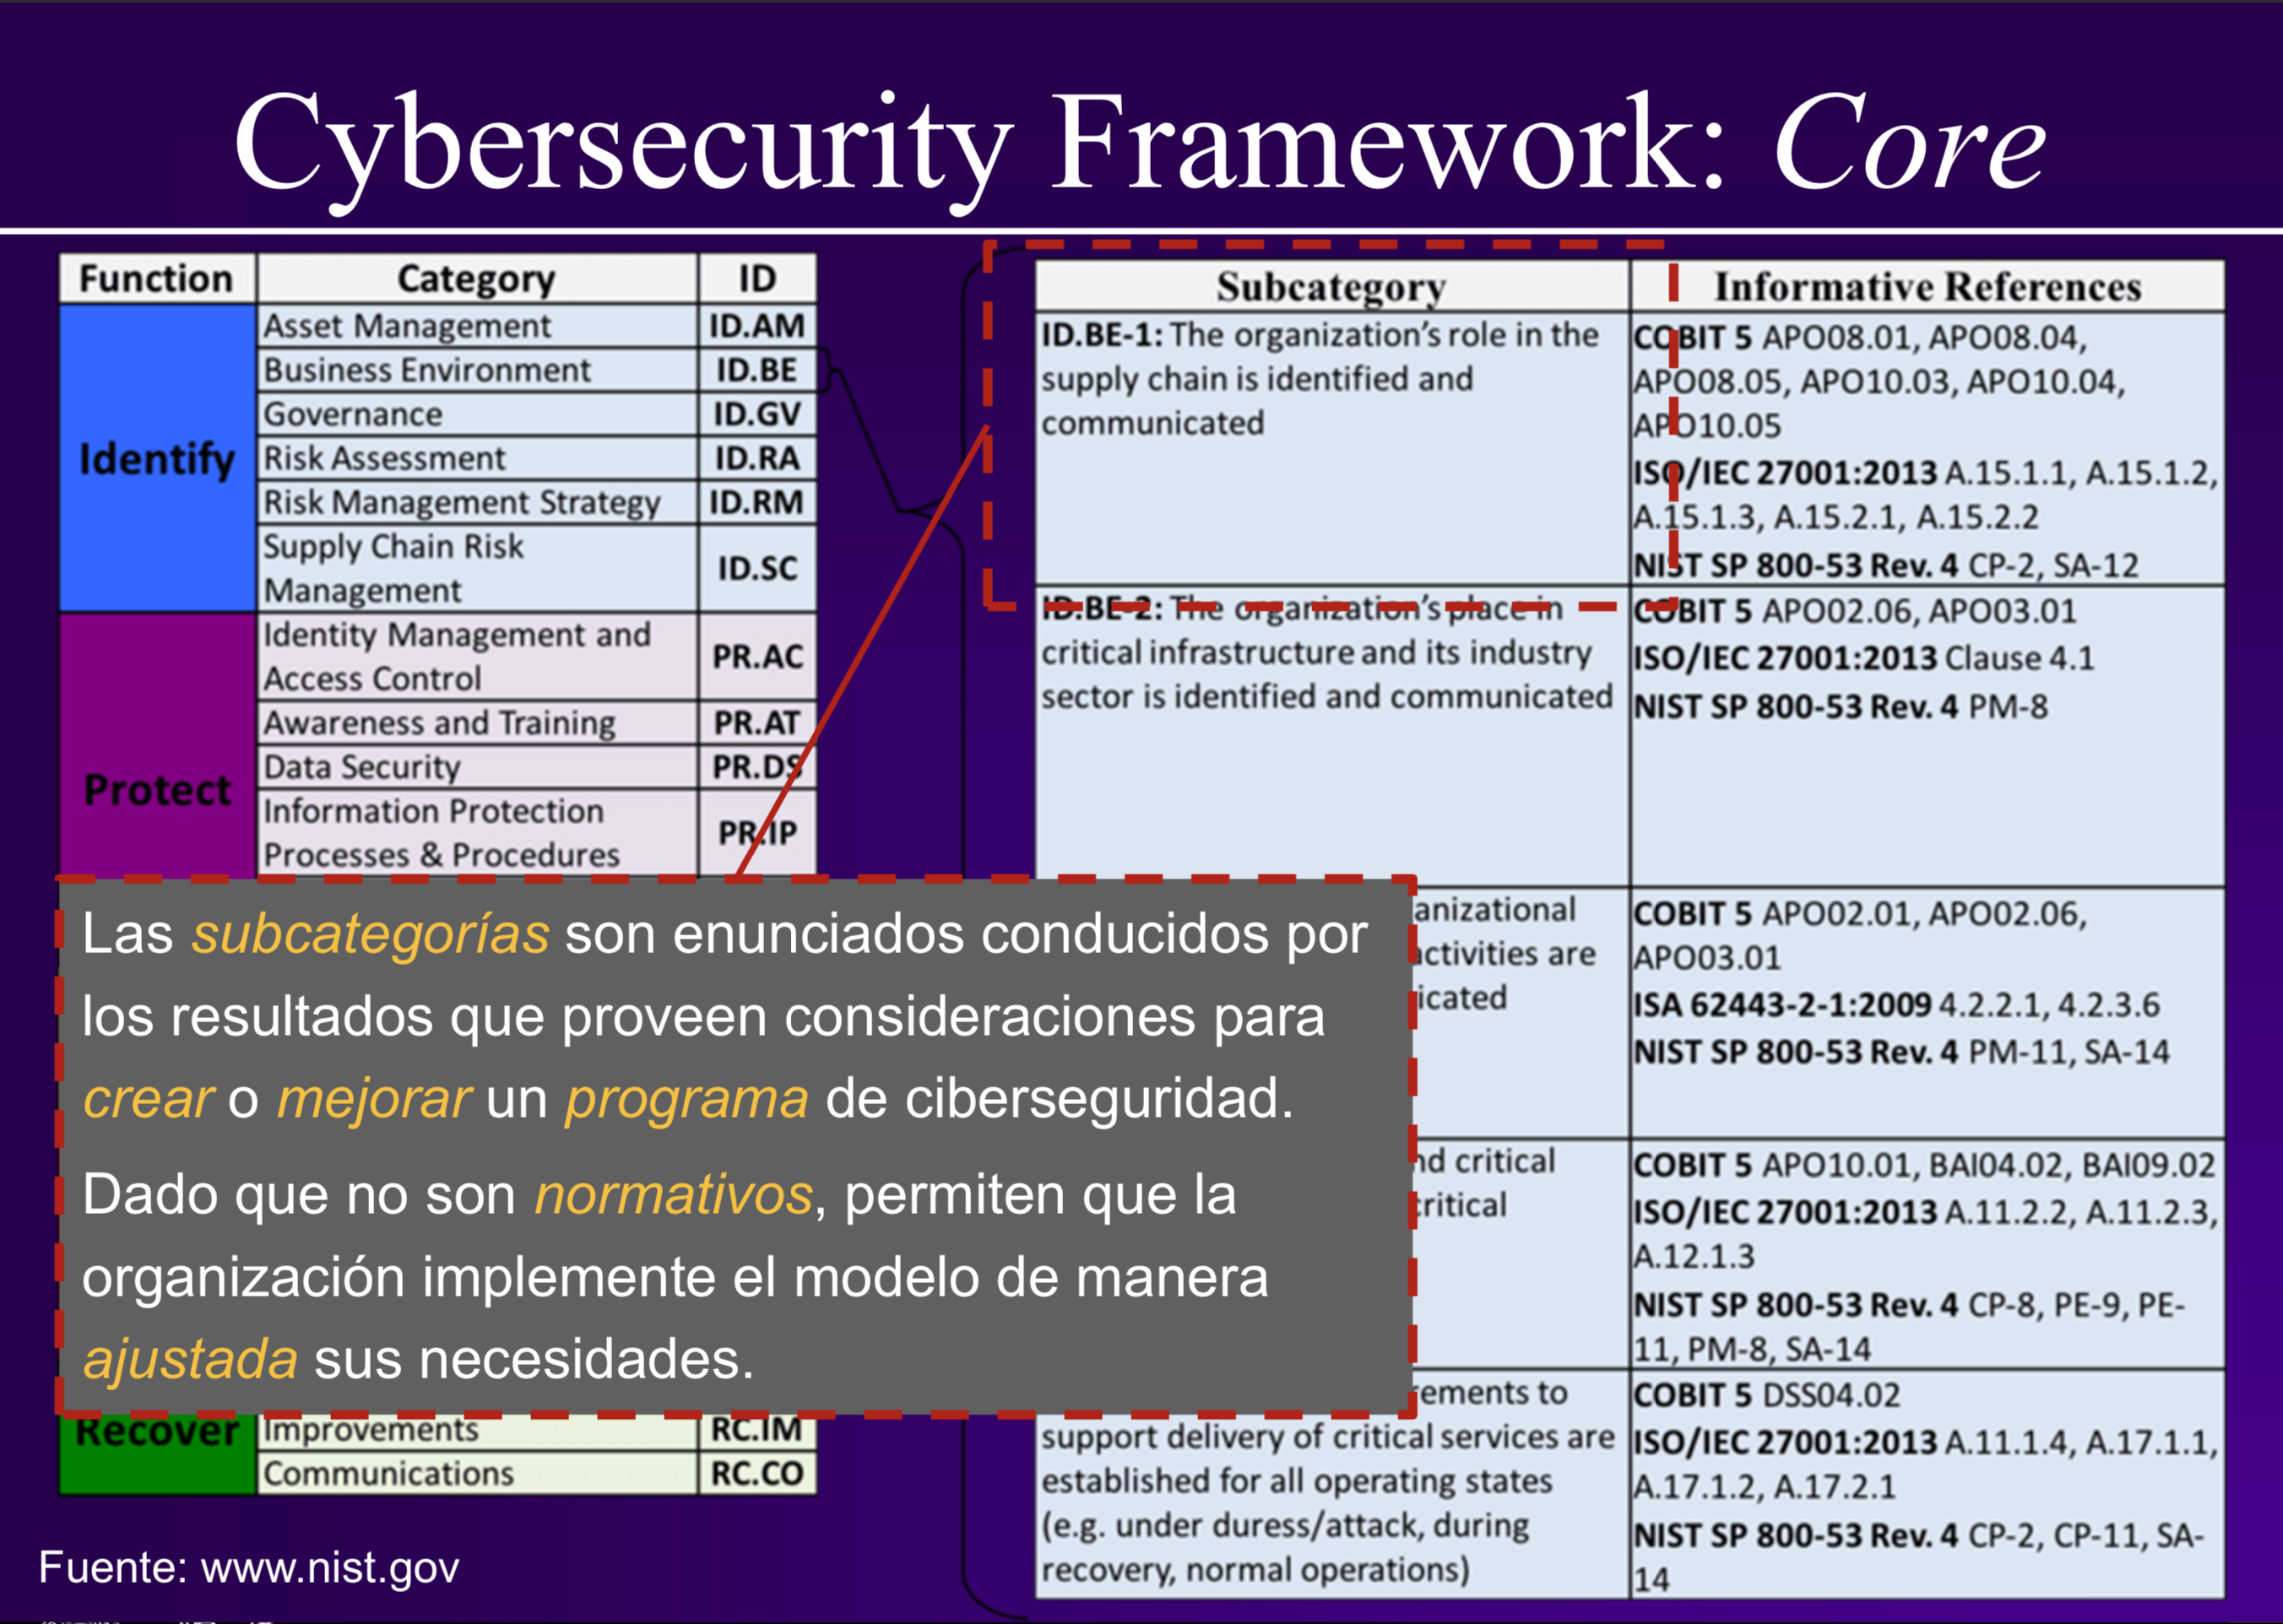 Cybersecurity Framework: Core
Function Category ID
Identify
Asset Management ID.AM
Business Environment ID.BE
Governance ID.GV
Risk Assessment ID.RA
Risk Management Strategy ID.RM
Supply Chain Risk
Management
ID.SC
Protect
Identity Management and
Access Control
PR.AC
Awareness and Training PR.AT
Data Security PR.DS
Information Protection
Processes & Procedures
PR.IP
Recover
Improvements RC.IM
Communications RC.CO
Subcategory Informative References
ID.BE-1: The organization's role in the
supply chain is identified and
communicated
COBIT 5 APO08.01, APO08.04,
APO08.05, APO10.03, APO10.04,
APO10.05
ISO/IEC 27001:2013 A.15.1.1, A.15.1.2,
A.15.1.3, A.15.2.1, A.15.2.2
NIST SP 800-53 Rev. 4 CP-2, SA-12
ID.BE-2: The organization's place in
critical infrastructure and its industry
sector is identified and communicated
COBIT 5 APO02.06, APO03.01
ISO/IEC 27001:2013 Clause 4.1
NIST SP 800-53 Rev. 4 PM-8
anizational
activities are
icated
COBIT 5 APO02.01, APO02.06,
APO03.01
ISA 62443-2-1:2009 4.2.2.1, 4.2.3.6
NIST SP 800-53 Rev. 4 PM-11, SA-14
nd critical
critical
COBIT 5 APO10.01, BAI04.02, BAI09.02
ISO/IEC 27001:2013 A.11.2.2, A.11.2.3,
A.12.1.3
NIST SP 800-53 Rev. 4 CP-8, PE-9, PE-
11, PM-8, SA-14
rements to
support delivery of critical services are
established for all operating states
(e.g. under duress/attack, during
recovery, normal operations)
COBIT 5 DSS04.02
ISO/IEC 27001:2013 A.11.1.4, A.17.1.1,
A.17.1.2, A.17.2.1
NIST SP 800-53 Rev. 4 CP-2, CP-11, SA-
14
Las subcategorías son enunciados conducidos por
los resultados que proveen consideraciones para
crear o mejorar un programa de ciberseguridad.
Dado que no son normativos, permiten que la
organización implemente el modelo de manera
ajustada sus necesidades.
Fuente: www.nist.gov